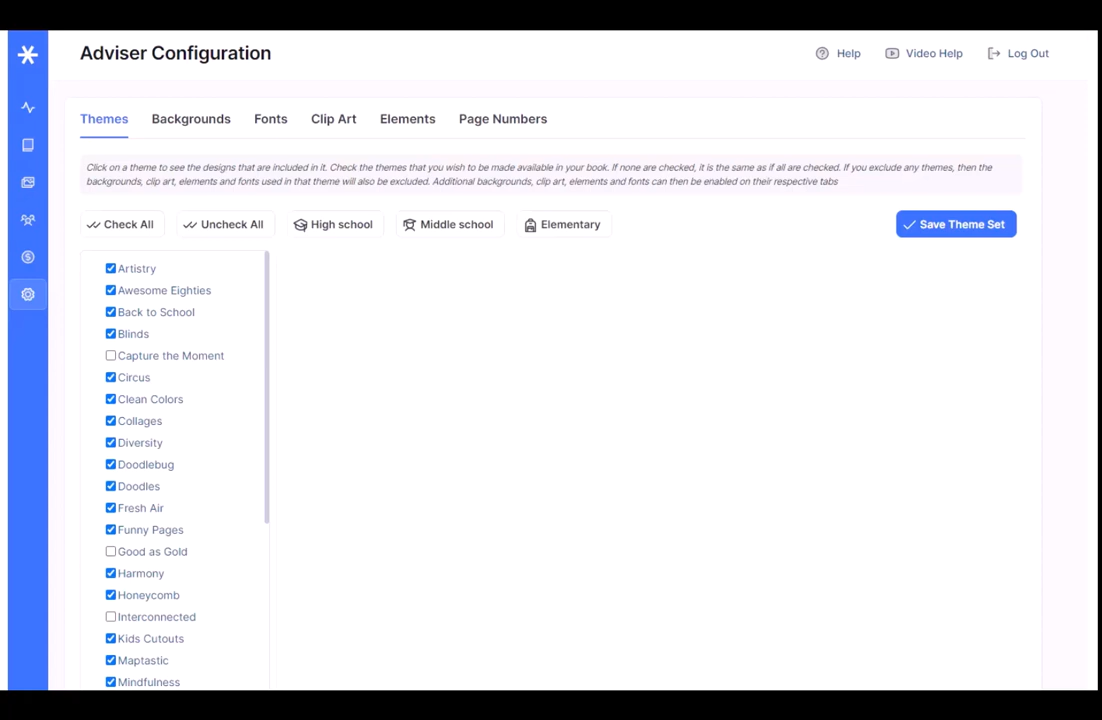 Adviser Configuration
Help
Video Help
Log Out
Themes
Backgrounds
Fonts
Clip Art
Elements
Page Numbers
Click on a theme to see the designs that are included in it. Check the themes that you wish to be made available in your book. If none are checked, it is the same as if all are checked. If you exclude any themes, then the
backgrounds, clip art, elements and fonts used in that theme will also be excluded. Additional backgrounds, clip art, elements and fonts can then be enabled on their respective tabs
Check All
Uncheck All
High school
Middle school
Elementary
Save Theme Set
Artistry
Awesome Eighties
Back to School
Blinds
Capture the Moment
Circus
Clean Colors
Collages
Diversity
Doodlebug
Doodles
Fresh Air
Funny Pages
Good as Gold
Harmony
Honeycomb
Interconnected
Kids Cutouts
Maptastic
Mindfulness